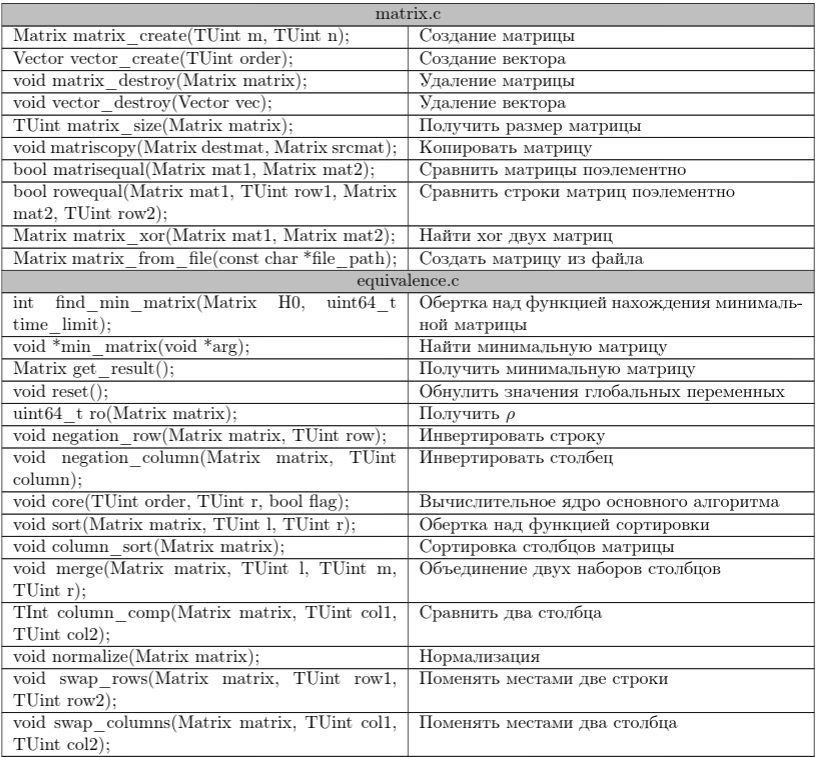 matrix.c
Matrix matrix_create(TUint m, TUint n); Создание матрицы
Vector vector_create(TUint order); Создание вектора
void matrix_destroy(Matrix matrix); Удаление матрицы
void vector_destroy(Vector vec); Удаление вектора
TUint matrix_size(Matrix matrix); Получить размер матрицы
void matriscopy(Matrix destmat, Matrix srcmat); Копировать матрицу
bool matrisequal(Matrix mat1, Matrix mat2); Сравнить матрицы поэлементно
bool rowequal(Matrix mat1, TUint row1, Matrix Сравнить строки матриц поэлементно
mat2, TUint row2);
Matrix matrix_xor(Matrix mat1, Matrix mat2); Найти xor двух матриц
Matrix matrix_from_file(const char *file_path); Создать матрицу из файла
equivalence.c
int find_min_matrix(Matrix H0, uint64_t Обертка над функцией нахождения минималь-
time_limit); ной матрицы
void *min_matrix(void *arg); Найти минимальную матрицу
Matrix get_result(); Получить минимальную матрицу
void reset(); Обнулить значения глобальных переменных
uint64_t ro(Matrix matrix); Получить ρ
void negation_row(Matrix matrix, TUint row); Инвертировать строку
void negation_column(Matrix matrix, TUint Инвертировать столбец
column);
void core(TUint order, TUint r, bool flag); Вычислительное ядро основного алгоритма
void sort(Matrix matrix, TUint l, TUint r); Обертка над функцией сортировки
void column_sort(Matrix matrix); Сортировка столбцов матрицы
void merge(Matrix matrix, TUint l, TUint m, Объединение двух наборов столбцов
TUint r);
TInt column_comp(Matrix matrix, TUint col1, Сравнить два столбца
TUint col2);
void normalize(Matrix matrix); Нормализация
void swap_rows(Matrix matrix, TUint row1, Поменять местами две строки
TUint row2);
void swap_columns(Matrix matrix, TUint col1, Поменять местами два столбца
TUint col2);